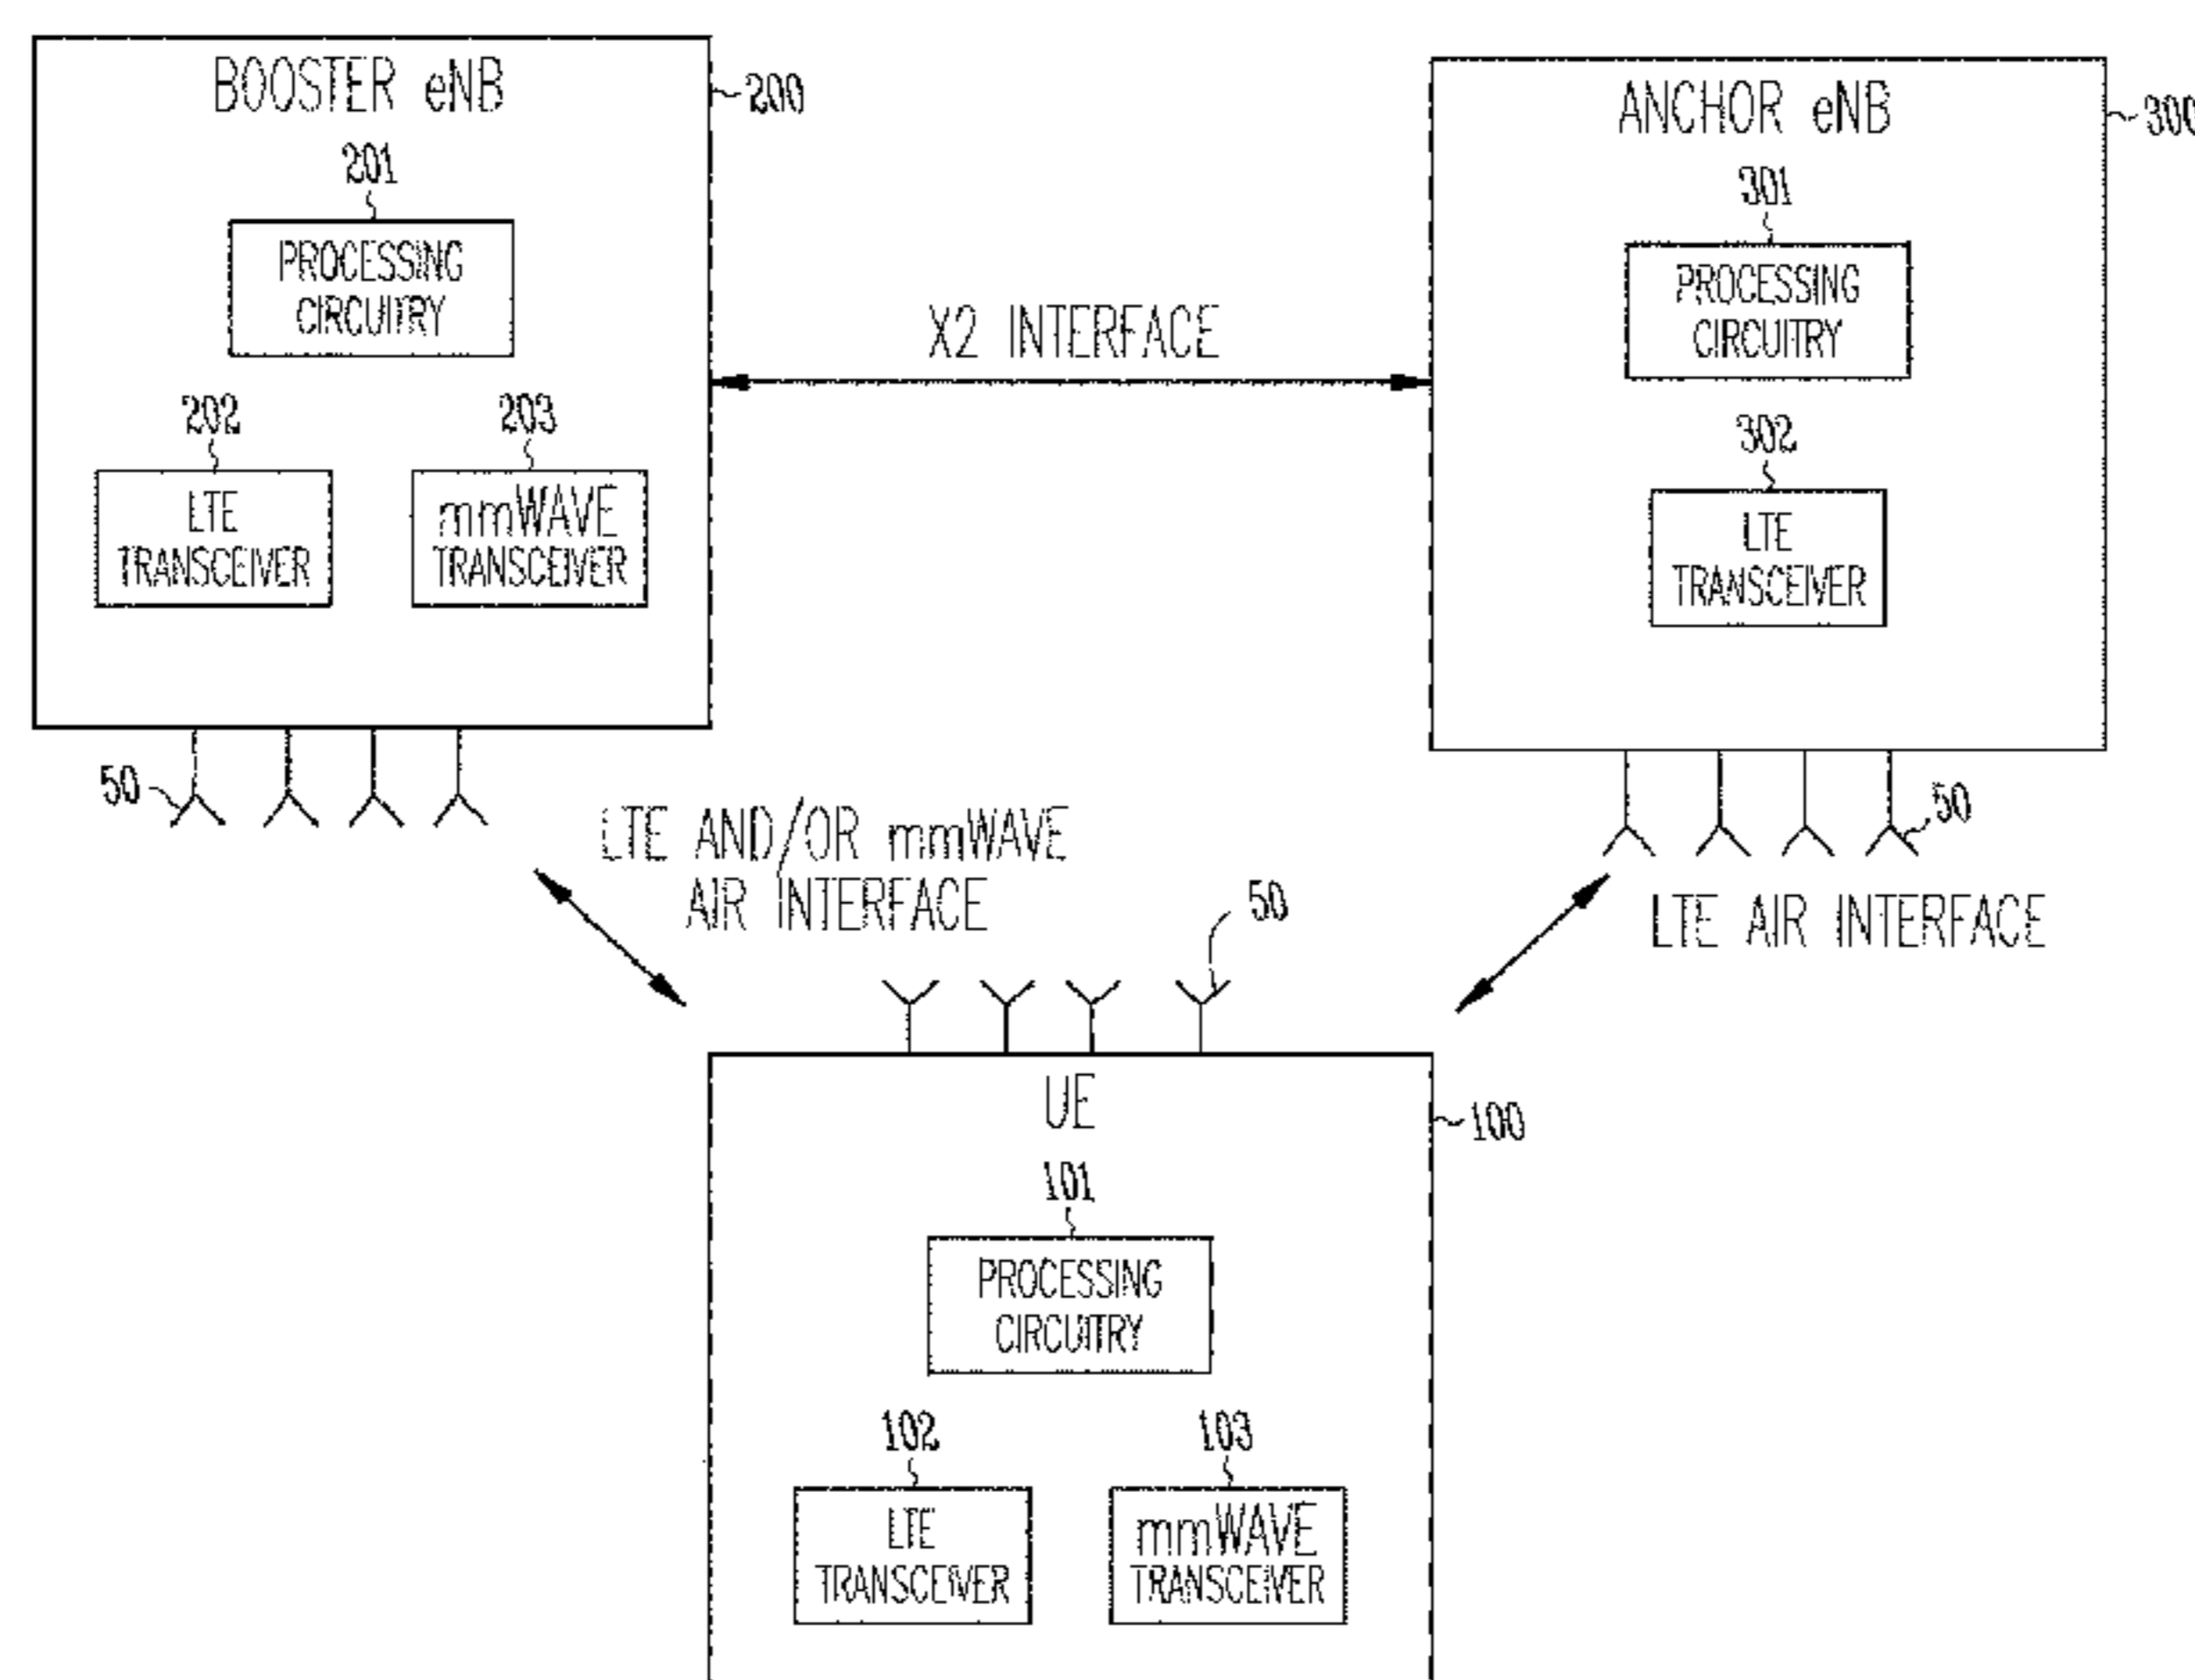 BOOSTER eNB
200
201
PROCESSING
CIRCUITRY
202
203
LTE
TRANSCEIVER
mmWAVE
TRANSCEIVER
50
X2 INTERFACE
ANCHOR eNB
300
301
PROCESSING
CIRCUITRY
302
LTE
TRANSCEIVER
50
LTE AND/OR mmWAVE
AIR INTERFACE
LTE AIR INTERFACE
50
UE
100
101
PROCESSING
CIRCUITRY
102
103
LTE
TRANSCEIVER
mmWAVE
TRANSCEIVER